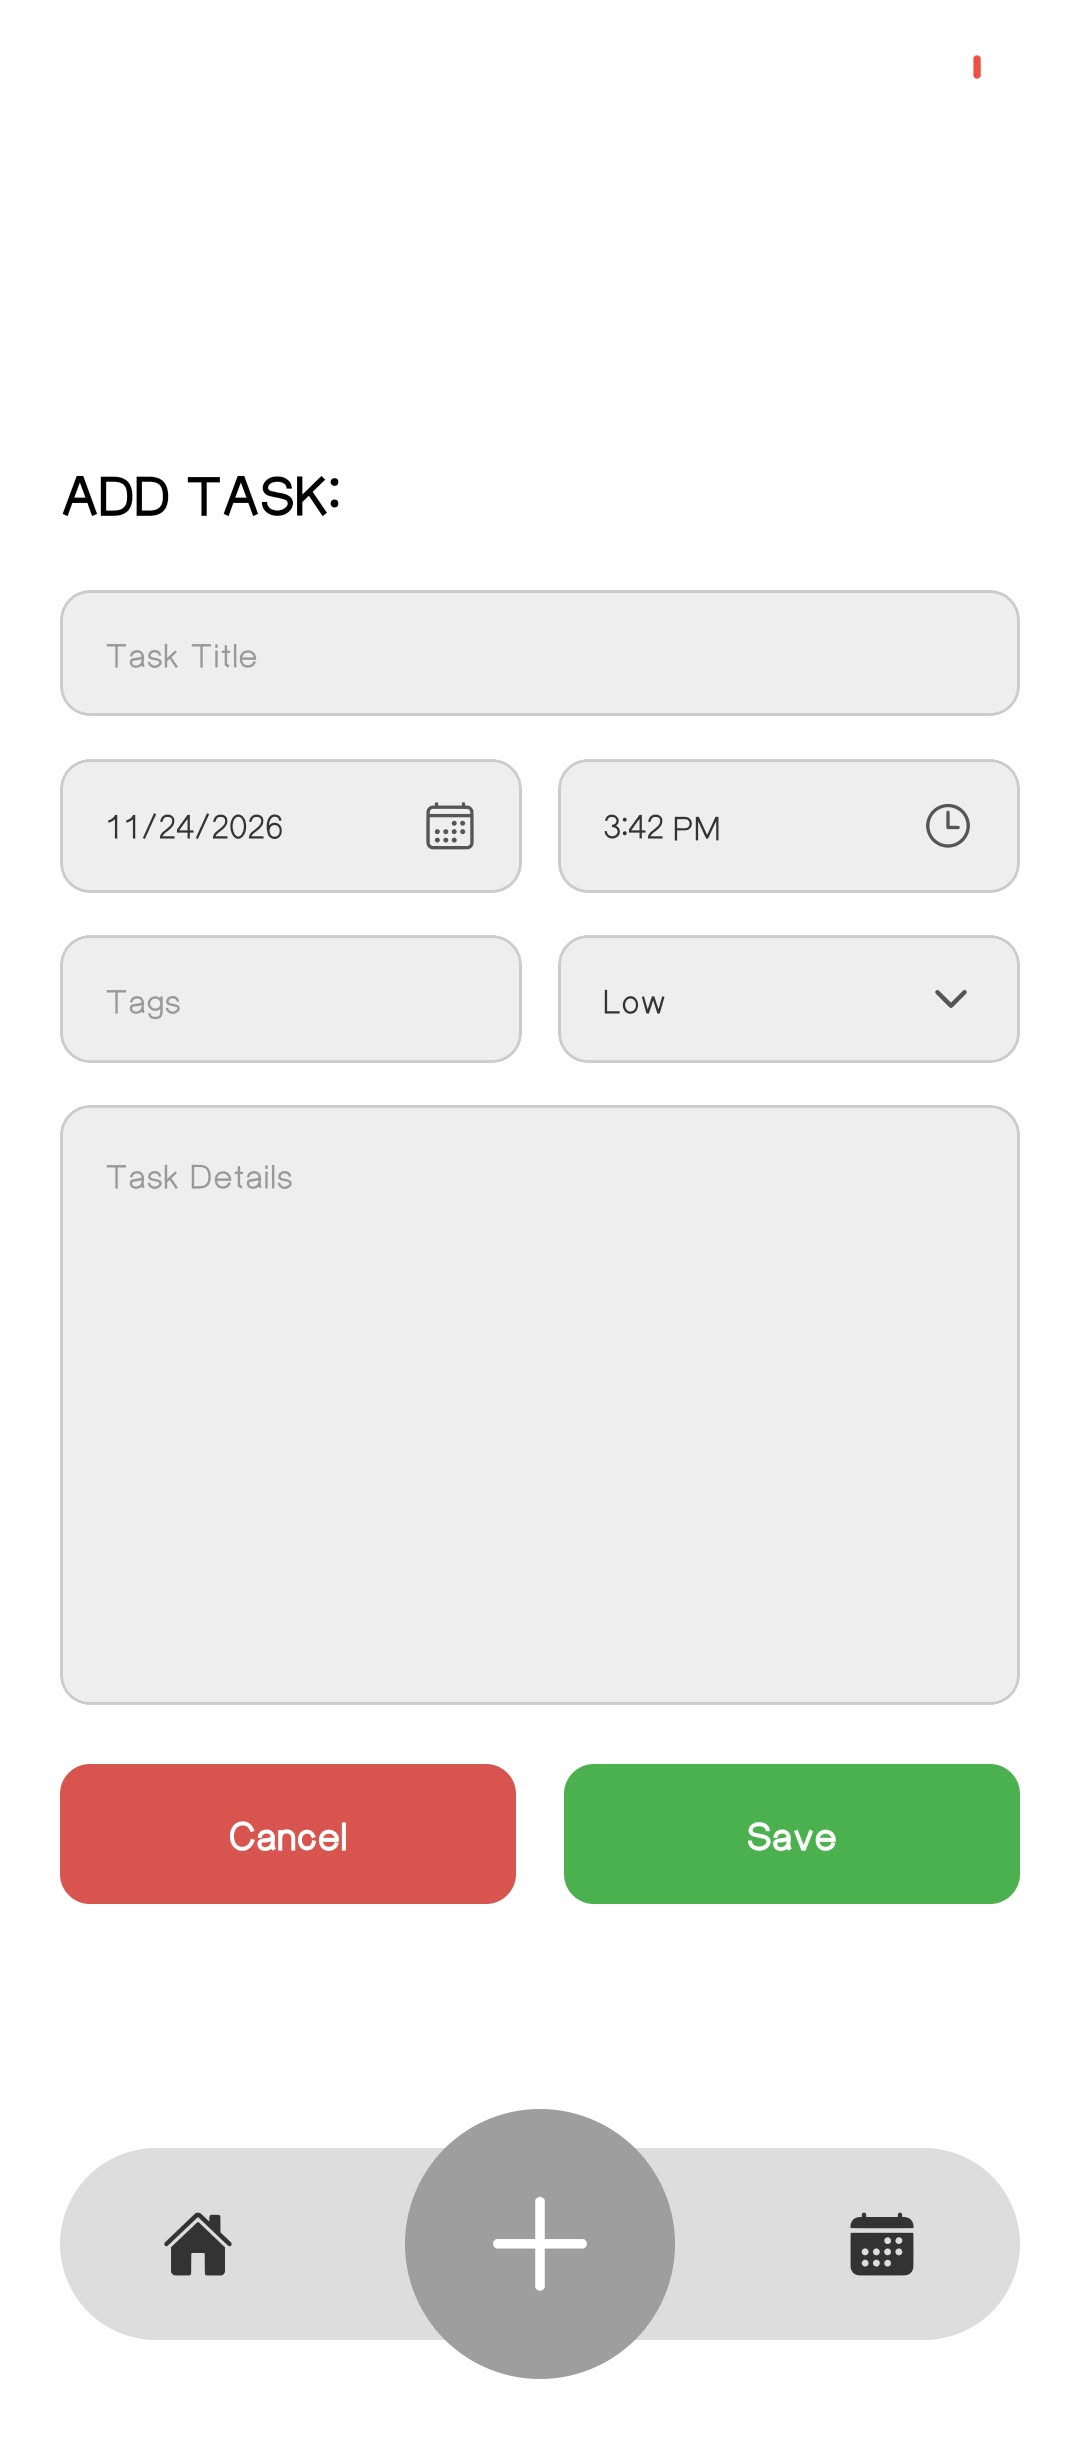 ADD TASK:
Task Title
11/24/2026
3:42 PM
Tags
Low
Task Details
Cancel
Save